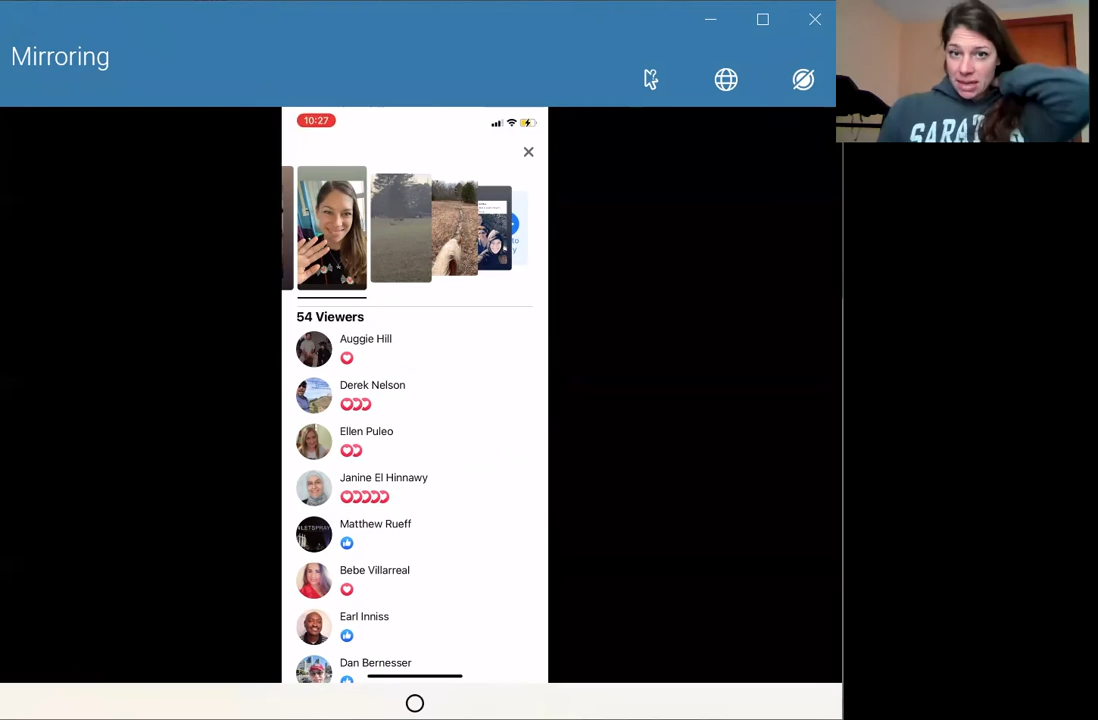 Mirroring
10:27
54 Viewers
Auggie Hill
Derek Nelson
Ellen Puleo
Janine El Hinnawy
Matthew Rueff
Bebe Villarreal
Earl Inniss
Dan Bernesser